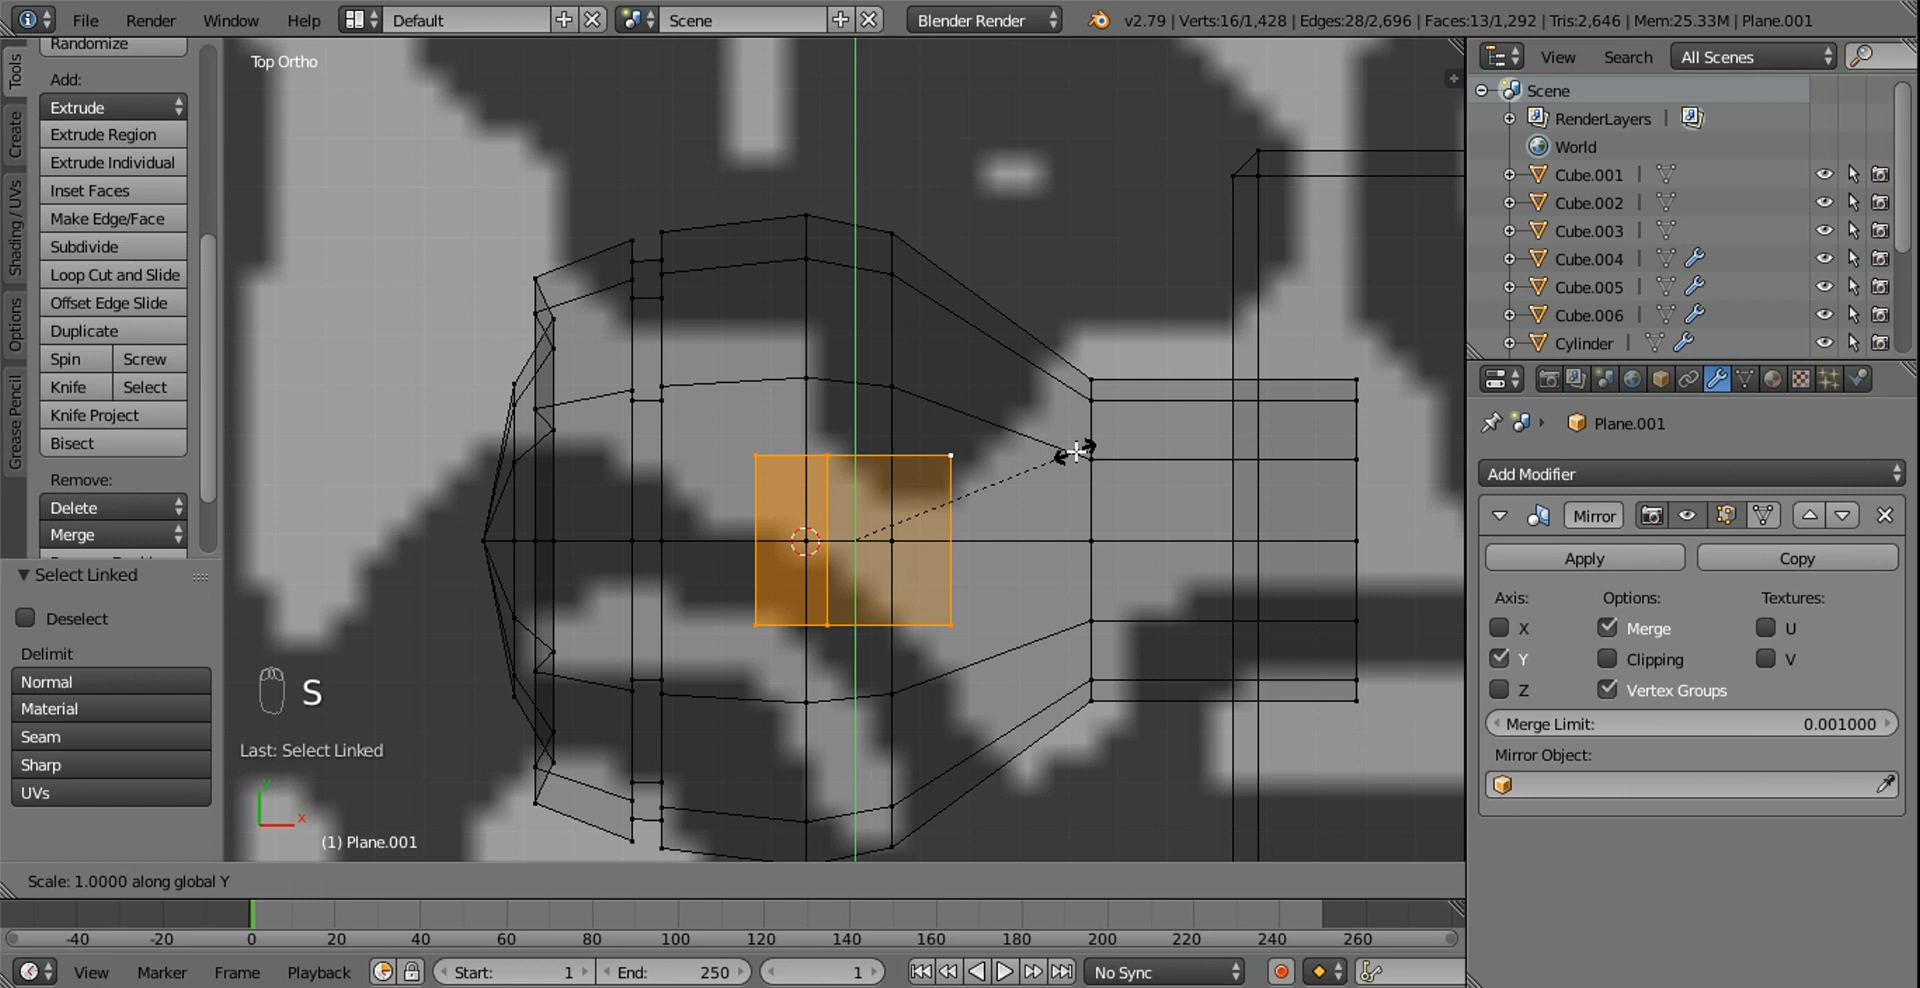 File Render Window Help Default Scene Blender Render v2.79 | Verts:16/1,428 | Edges:28/2,696 | Faces:13/1,292 | Tris:2,646 | Mem:25.33M | Plane.001
Tools
Create
Shading / UVs
Options
Grease Pencil
Randomize
Add:
Extrude
Extrude Region
Extrude Individual
Inset Faces
Make Edge/Face
Subdivide
Loop Cut and Slide
Offset Edge Slide
Duplicate
Spin Screw
Knife Select
Knife Project
Bisect
Remove:
Delete
Merge
Select Linked
Deselect
Delimit
Normal
Material
Seam
Sharp
UVs
Top Ortho
S
Last: Select Linked
y
x
(1) Plane.001
Scale: 1.0000 along global Y
-40 -20 0 20 40 60 80 100 120 140 160 180 200 220 240 260
View Marker Frame Playback Start: 1 End: 250 1 No Sync
View Search All Scenes
Scene
RenderLayers |
World
Cube.001 |
Cube.002 |
Cube.003 |
Cube.004 |
Cube.005 |
Cube.006 |
Cylinder |
Plane.001
Add Modifier
Mirror
Apply Copy
Axis: Options: Textures:
X Merge U
Y Clipping V
Z Vertex Groups
Merge Limit: 0.001000
Mirror Object: